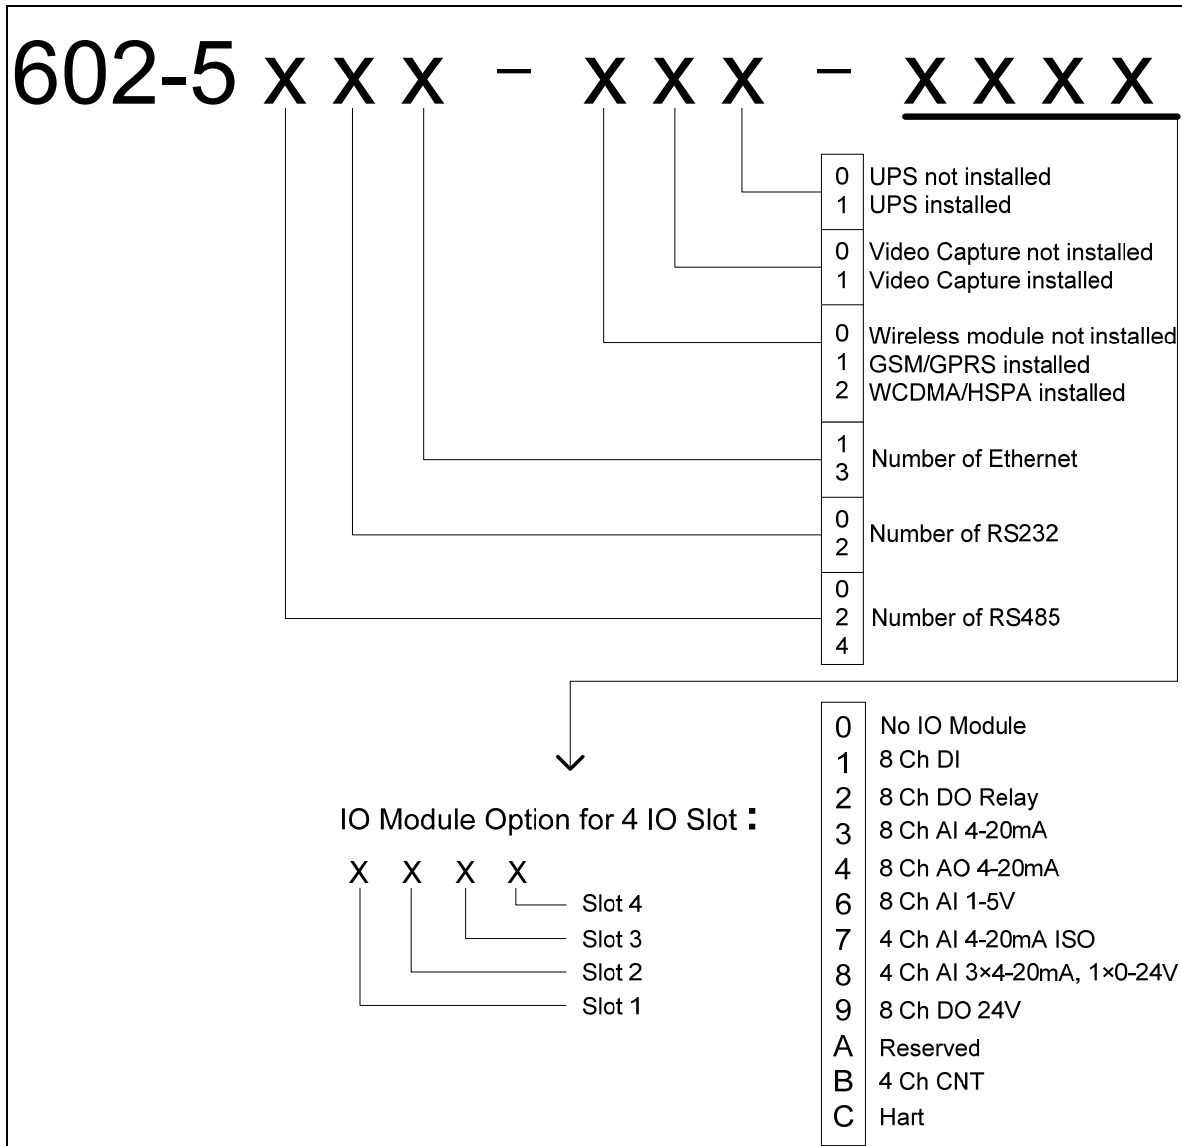 602-5 x x x - x x x - x x x x
0 UPS not installed
1 UPS installed
0 Video Capture not installed
1 Video Capture installed
0 Wireless module not installed
1 GSM/GPRS installed
2 WCDMA/HSPA installed
1
3
Number of Ethernet
0
2
Number of RS232
0
2
4
Number of RS485
IO Module Option for 4 IO Slot :
X X X X
Slot 4
Slot 3
Slot 2
Slot 1
0 No IO Module
1 8 Ch DI
2 8 Ch DO Relay
3 8 Ch AI 4-20mA
4 8 Ch AO 4-20mA
6 8 Ch AI 1-5V
7 4 Ch AI 4-20mA ISO
8 4 Ch AI 3×4-20mA, 1×0-24V
9 8 Ch DO 24V
A Reserved
B 4 Ch CNT
C Hart